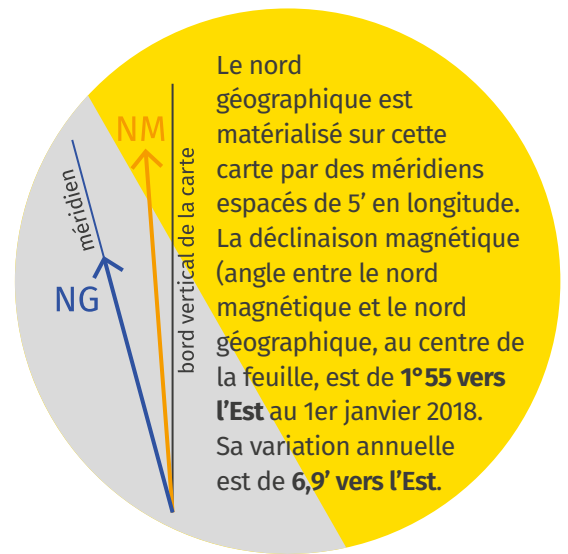 Le nord
géographique est
matérialisé sur cette
carte par des méridiens
espacés de 5’ en longitude.
La déclinaison magnétique
(angle entre le nord
magnétique et le nord
géographique, au centre de
la feuille, est de 1°55 vers
l’Est au 1er janvier 2018.
Sa variation annuelle
est de 6,9’ vers l’Est.
NM
méridien
NG
bord vertical de la carte